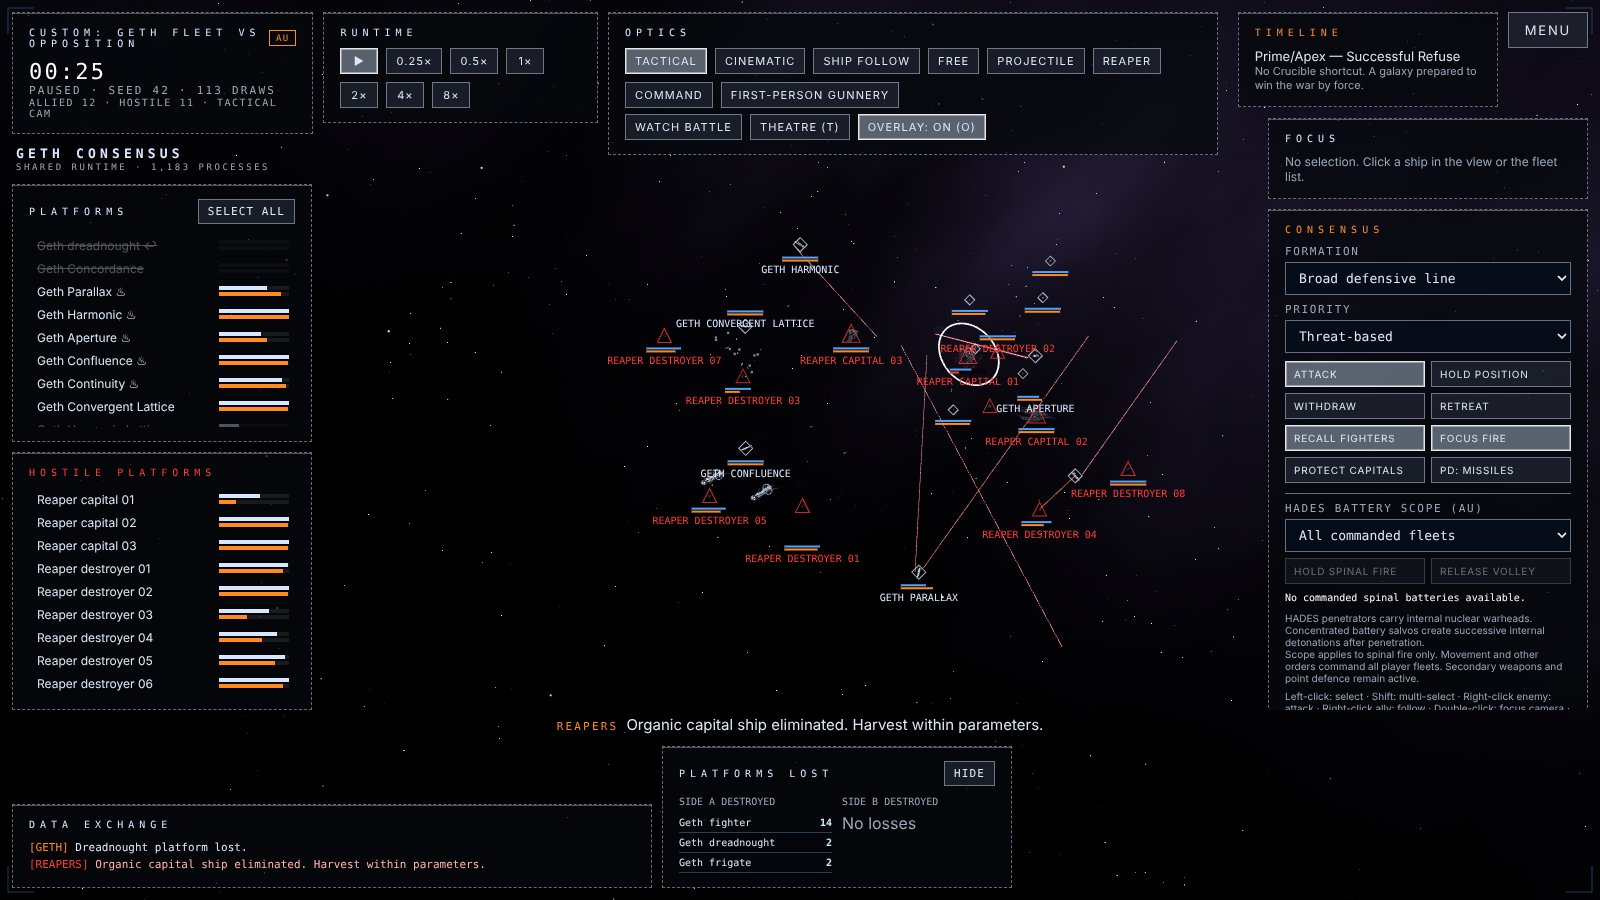 CUSTOM: GETH FLEET VS OPPOSITION
AU
00:25
PAUSED · SEED 42 · 113 DRAWS
ALLIED 12 · HOSTILE 11 · TACTICAL CAM
RUNTIME
▶ 0.25× 0.5× 1×
2× 4× 8×
OPTICS
TACTICAL CINEMATIC SHIP FOLLOW FREE PROJECTILE REAPER
COMMAND FIRST-PERSON GUNNERY
WATCH BATTLE THEATRE (T) OVERLAY: ON (O)
TIMELINE
Prime/Apex — Successful Refuse
No Crucible shortcut. A galaxy prepared to
win the war by force.
MENU
GETH CONSENSUS
SHARED RUNTIME · 1,183 PROCESSES
PLATFORMS
SELECT ALL
Geth dreadnought ↩
Geth Concordance
Geth Parallax ♨
Geth Harmonic ♨
Geth Aperture ♨
Geth Confluence ♨
Geth Continuity ♨
Geth Convergent Lattice
HOSTILE PLATFORMS
Reaper capital 01
Reaper capital 02
Reaper capital 03
Reaper destroyer 01
Reaper destroyer 02
Reaper destroyer 03
Reaper destroyer 04
Reaper destroyer 05
Reaper destroyer 06
GETH HARMONIC
GETH CONVERGENT LATTICE
REAPER DESTROYER 07
REAPER CAPITAL 03
REAPER DESTROYER 02
REAPER CAPITAL 01
REAPER DESTROYER 03
GETH APERTURE
REAPER CAPITAL 02
GETH CONFLUENCE
REAPER DESTROYER 08
REAPER DESTROYER 05
REAPER DESTROYER 04
REAPER DESTROYER 01
GETH PARALLAX
FOCUS
No selection. Click a ship in the view or the fleet
list.
CONSENSUS
FORMATION
Broad defensive line
PRIORITY
Threat-based
ATTACK HOLD POSITION
WITHDRAW RETREAT
RECALL FIGHTERS FOCUS FIRE
PROTECT CAPITALS PD: MISSILES
HADES BATTERY SCOPE (AU)
All commanded fleets
HOLD SPINAL FIRE RELEASE VOLLEY
No commanded spinal batteries available.
HADES penetrators carry internal nuclear warheads.
Concentrated battery salvos create successive internal
detonations after penetration.
Scope applies to spinal fire only. Movement and other
orders command all player fleets. Secondary weapons and
point defence remain active.
Left-click: select · Shift: multi-select · Right-click enemy:
attack · Right-click ally: follow · Double-click: focus camera ·
REAPERS Organic capital ship eliminated. Harvest within parameters.
PLATFORMS LOST
HIDE
SIDE A DESTROYED
Geth fighter 14
Geth dreadnought 2
Geth frigate 2
SIDE B DESTROYED
No losses
DATA EXCHANGE
[GETH] Dreadnought platform lost.
[REAPERS] Organic capital ship eliminated. Harvest within parameters.